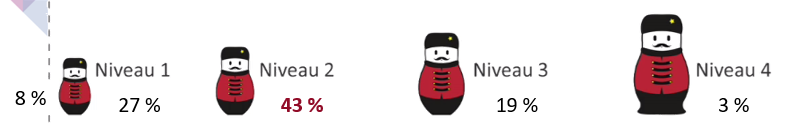 Niveau 1 Niveau 2 Niveau 3 Niveau 4
8 % 27 % 43 % 19 % 3 %